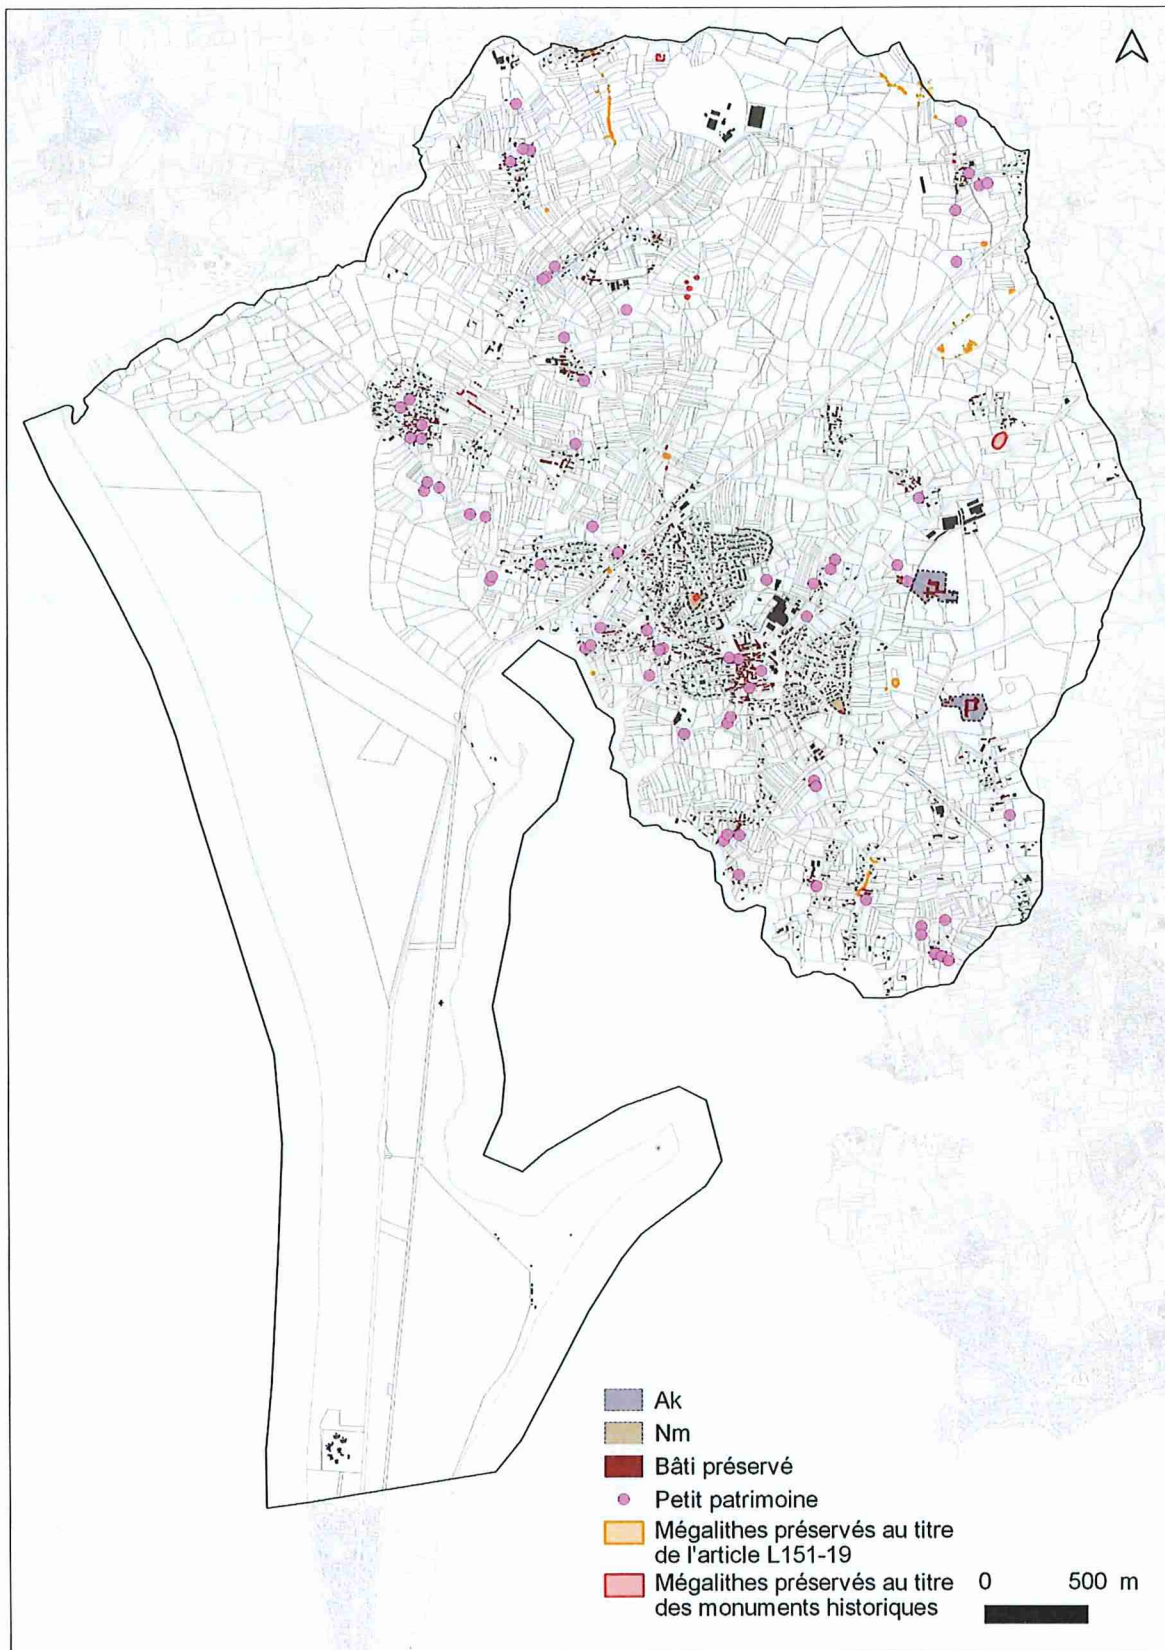 Ak
Nm
Bâti préservé
Petit patrimoine
Mégalithes préservés au titre
de l'article L151-19
Mégalithes préservés au titre
des monuments historiques
0 500 m